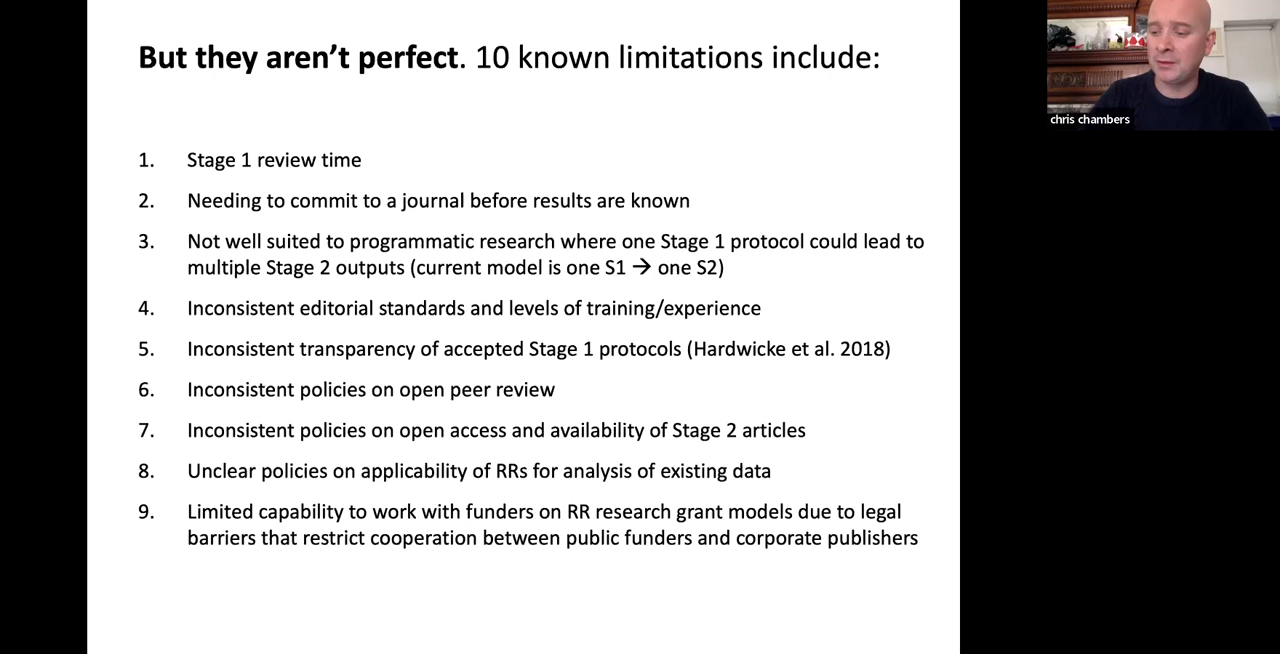 But they aren’t perfect. 10 known limitations include:
1. Stage 1 review time
2. Needing to commit to a journal before results are known
3. Not well suited to programmatic research where one Stage 1 protocol could lead to
multiple Stage 2 outputs (current model is one S1 → one S2)
4. Inconsistent editorial standards and levels of training/experience
5. Inconsistent transparency of accepted Stage 1 protocols (Hardwicke et al. 2018)
6. Inconsistent policies on open peer review
7. Inconsistent policies on open access and availability of Stage 2 articles
8. Unclear policies on applicability of RRs for analysis of existing data
9. Limited capability to work with funders on RR research grant models due to legal
barriers that restrict cooperation between public funders and corporate publishers
chris chambers